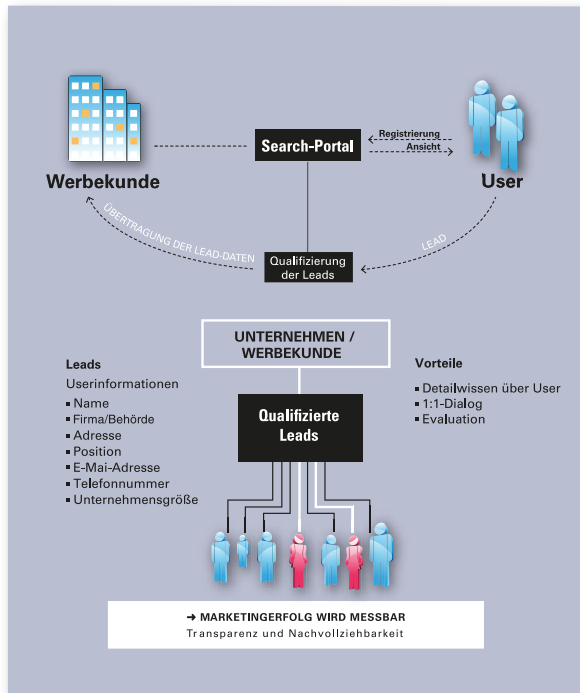 Registrierung
Search-Portal
Ansicht
Werbekunde
User
ÜBERTRAGUNG DER LEAD-DATEN
LEAD
Qualifizierung
der Leads
UNTERNEHMEN /
WERBEKUNDE
Leads
Userinformationen
▪ Name
▪ Firma/Behörde
▪ Adresse
▪ Position
▪ E-Mai-Adresse
▪ Telefonnummer
▪ Unternehmensgröße
Qualifizierte
Leads
Vorteile
▪ Detailwissen über User
▪ 1:1-Dialog
▪ Evaluation
➔ MARKETINGERFOLG WIRD MESSBAR
Transparenz und Nachvollziehbarkeit